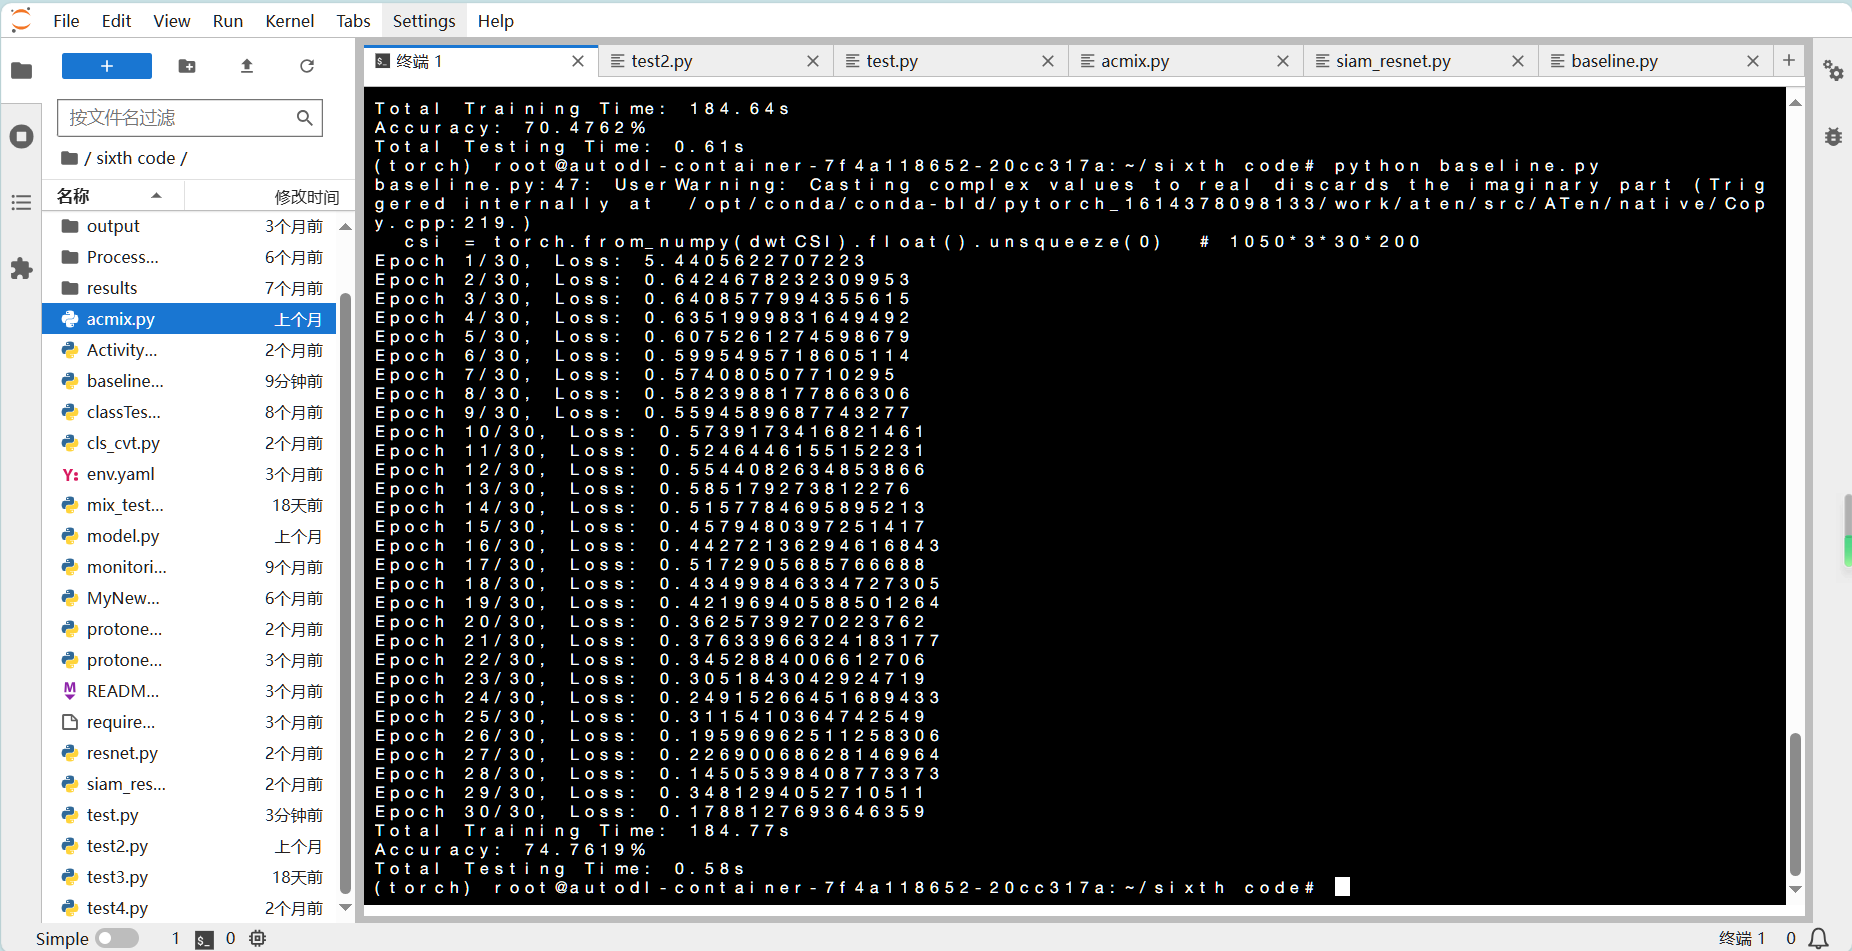 File Edit View Run Kernel Tabs Settings Help
+
按文件名过滤
/ sixth code /
名称 修改时间
output 3个月前
Process... 6个月前
results 7个月前
acmix.py 上个月
Activity... 2个月前
baseline... 9分钟前
classTes... 8个月前
cls_cvt.py 2个月前
Y: env.yaml 3个月前
mix_test... 18天前
model.py 上个月
monitori... 9个月前
MyNew... 6个月前
protone... 2个月前
protone... 3个月前
M READM... 3个月前
require... 3个月前
resnet.py 2个月前
siam_res... 2个月前
test.py 3分钟前
test2.py 上个月
test3.py 18天前
test4.py 2个月前
终端 1 test2.py test.py acmix.py siam_resnet.py baseline.py +
Total Training Time: 184.64s
Accuracy: 70.4762%
Total Testing Time: 0.61s
(torch) root@autodl-container-7f4a118652-20cc317a:~/sixth code# python baseline.py
baseline.py:47: UserWarning: Casting complex values to real discards the imaginary part (Trig
gered internally at  /opt/conda/conda-bld/pytorch_1614378098133/work/aten/src/ATen/native/Cop
y.cpp:219.)
  csi = torch.from_numpy(dwtCSI).float().unsqueeze(0)  # 1050*3*30*200
Epoch 1/30, Loss: 5.4405622707223
Epoch 2/30, Loss: 0.6424678232309953
Epoch 3/30, Loss: 0.6408577994355615
Epoch 4/30, Loss: 0.6351999831649492
Epoch 5/30, Loss: 0.6075261274598679
Epoch 6/30, Loss: 0.5995495718605114
Epoch 7/30, Loss: 0.574080507710295
Epoch 8/30, Loss: 0.5823988177866306
Epoch 9/30, Loss: 0.5594589687743277
Epoch 10/30, Loss: 0.5739173416821461
Epoch 11/30, Loss: 0.5246446155152231
Epoch 12/30, Loss: 0.5544082634853866
Epoch 13/30, Loss: 0.585179273812276
Epoch 14/30, Loss: 0.5157784695895213
Epoch 15/30, Loss: 0.4579480397251417
Epoch 16/30, Loss: 0.44272136294616843
Epoch 17/30, Loss: 0.5172905685766688
Epoch 18/30, Loss: 0.43499846334727305
Epoch 19/30, Loss: 0.42196940588501264
Epoch 20/30, Loss: 0.3625739270223762
Epoch 21/30, Loss: 0.37633966324183177
Epoch 22/30, Loss: 0.3452884006612706
Epoch 23/30, Loss: 0.3051843042924719
Epoch 24/30, Loss: 0.24915266451689433
Epoch 25/30, Loss: 0.3115410364742549
Epoch 26/30, Loss: 0.19596962511258306
Epoch 27/30, Loss: 0.22690068628146964
Epoch 28/30, Loss: 0.14505398408773373
Epoch 29/30, Loss: 0.3481294052710511
Epoch 30/30, Loss: 0.1788127693646359
Total Training Time: 184.77s
Accuracy: 74.7619%
Total Testing Time: 0.58s
(torch) root@autodl-container-7f4a118652-20cc317a:~/sixth code#
Simple 1 $_ 0 终端 1 0